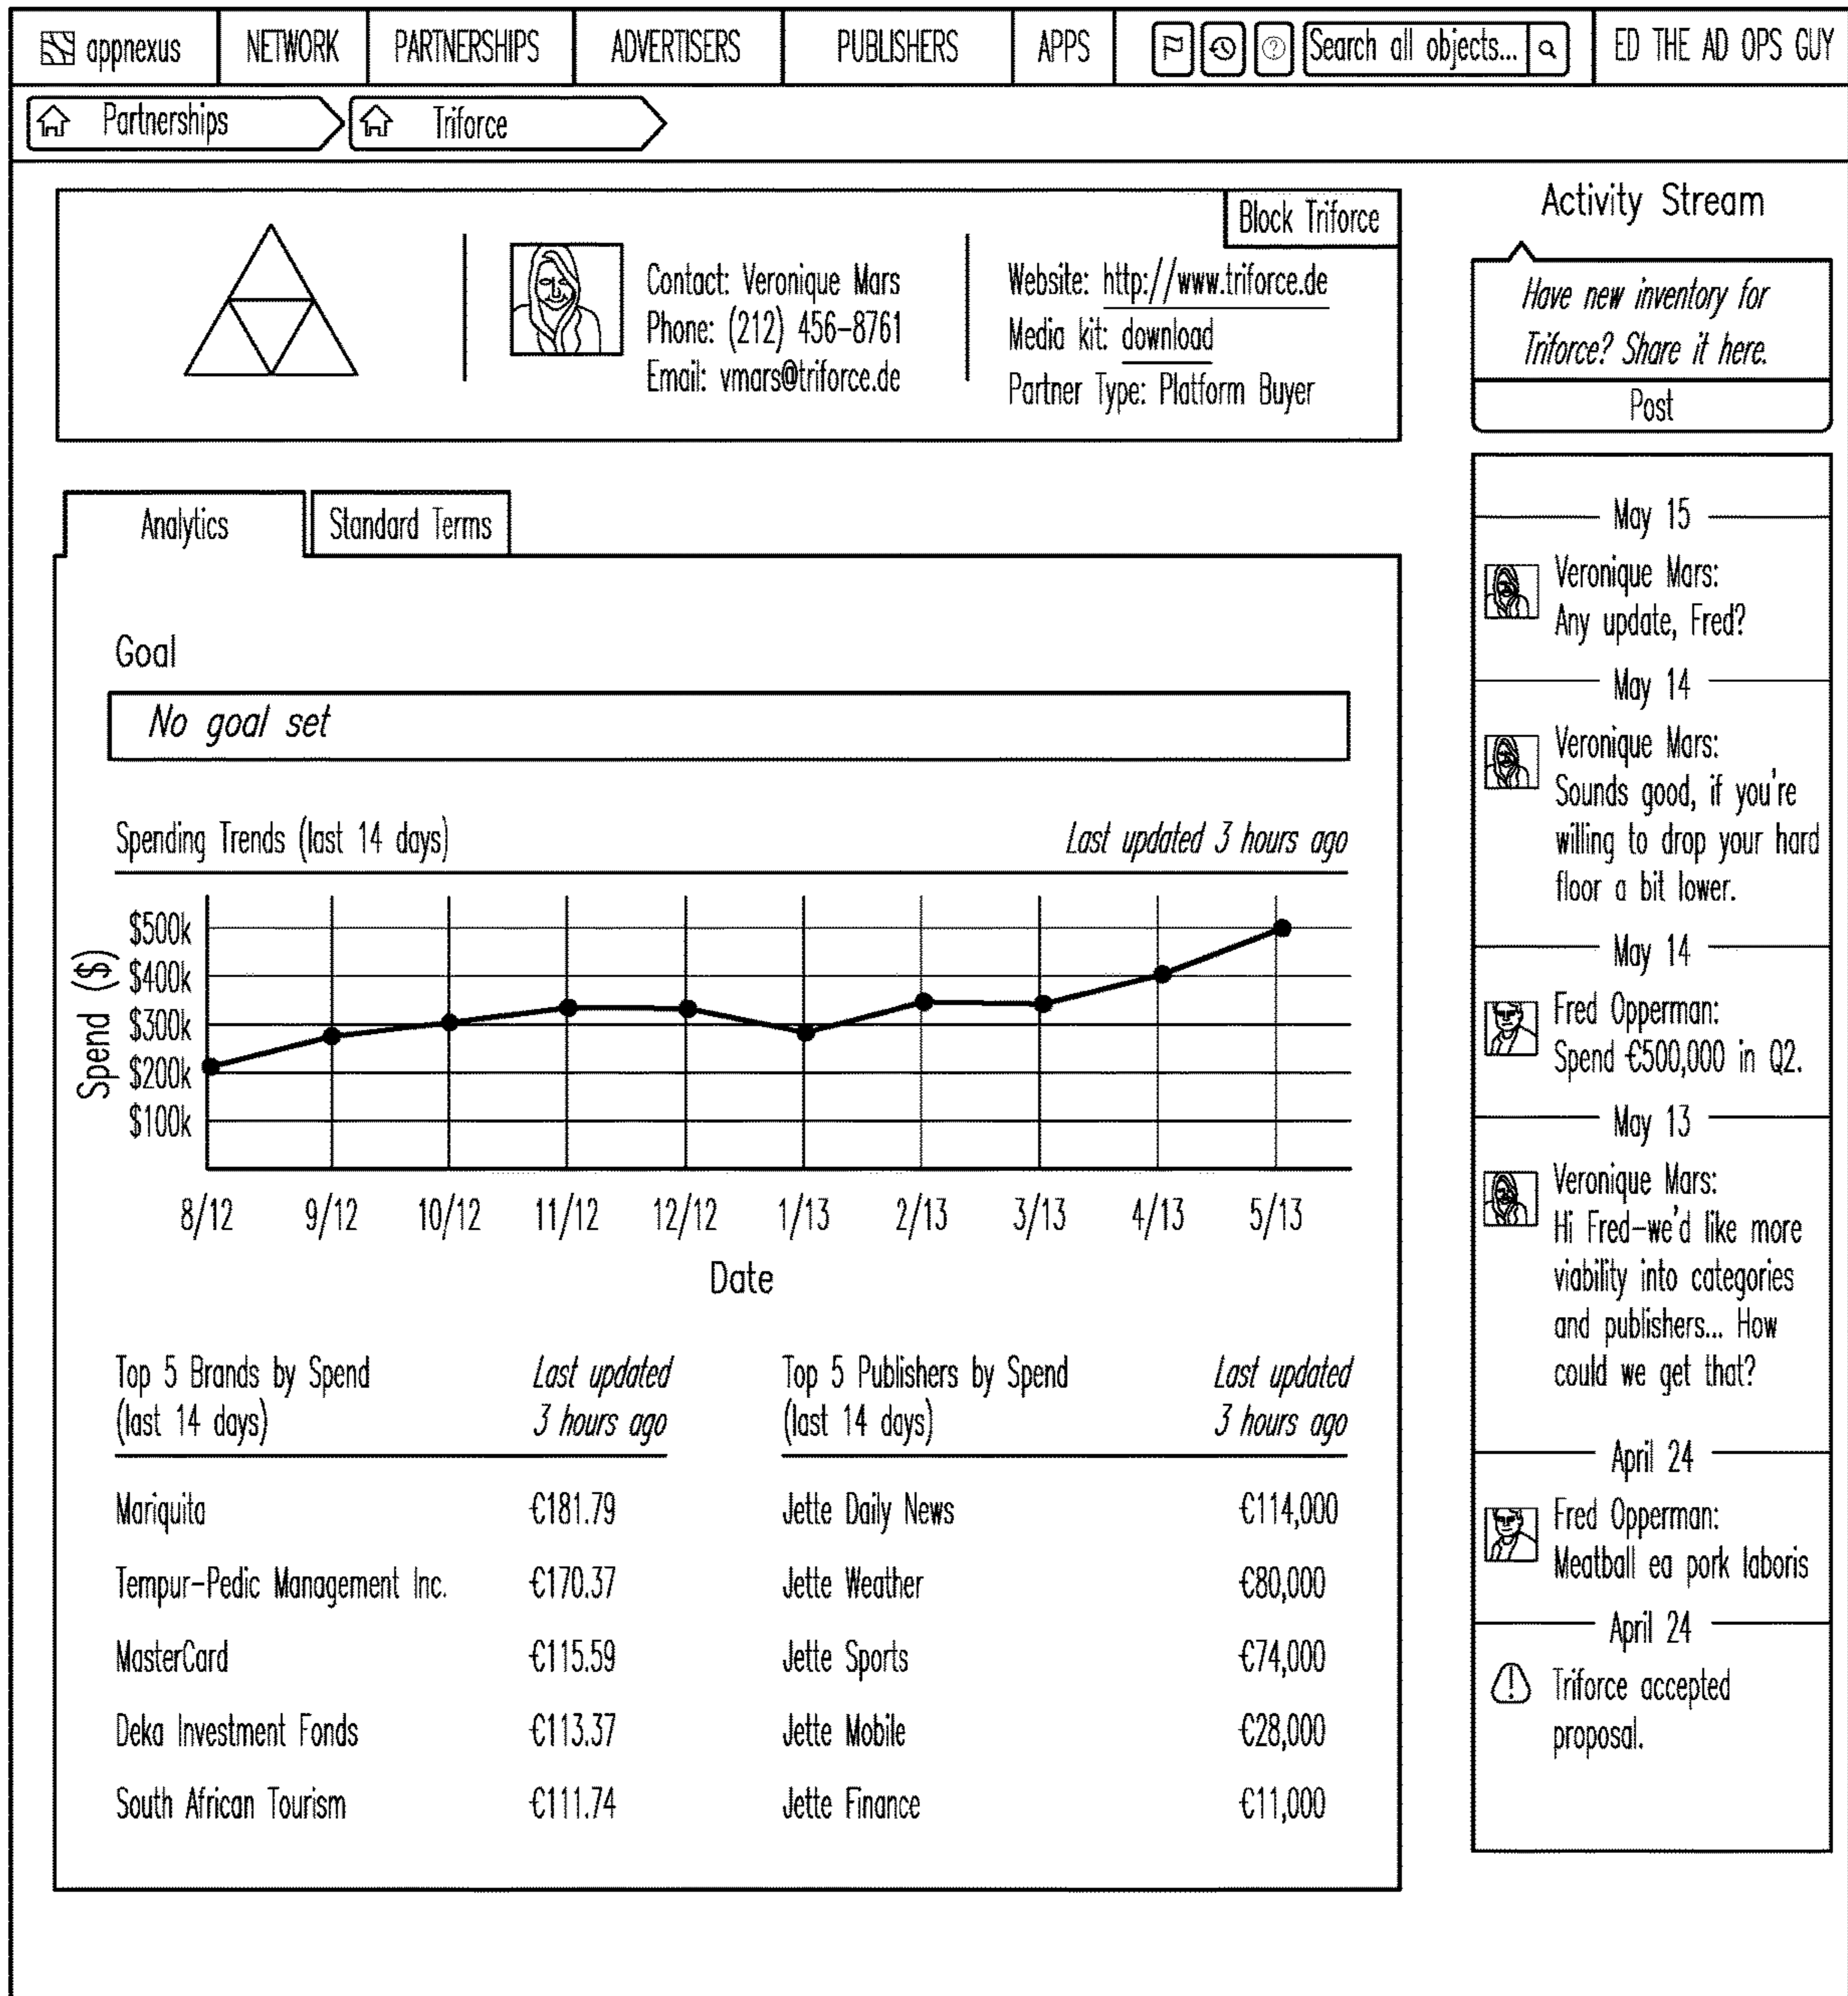 appnexus NETWORK PARTNERSHIPS ADVERTISERS PUBLISHERS APPS Search all objects... ED THE AD OPS GUY
Partnerships Triforce
Block Triforce
Contact: Veronique Mars
Phone: (212) 456-8761
Email: vmars@triforce.de
Website: http://www.triforce.de
Media kit: download
Partner Type: Platform Buyer
Analytics Standard Terms
Goal
No goal set
Spending Trends (last 14 days) Last updated 3 hours ago
Spend ($)
$500k
$400k
$300k
$200k
$100k
8/12 9/12 10/12 11/12 12/12 1/13 2/13 3/13 4/13 5/13
Date
Top 5 Brands by Spend Last updated
(last 14 days) 3 hours ago
Mariquita €181.79
Tempur-Pedic Management Inc. €170.37
MasterCard €115.59
Deka Investment Fonds €113.37
South African Tourism €111.74
Top 5 Publishers by Spend Last updated
(last 14 days) 3 hours ago
Jette Daily News €114,000
Jette Weather €80,000
Jette Sports €74,000
Jette Mobile €28,000
Jette Finance €11,000
Activity Stream
Have new inventory for
Triforce? Share it here.
Post
May 15
Veronique Mars:
Any update, Fred?
May 14
Veronique Mars:
Sounds good, if you're
willing to drop your hard
floor a bit lower.
May 14
Fred Opperman:
Spend €500,000 in Q2.
May 13
Veronique Mars:
Hi Fred-we'd like more
viability into categories
and publishers... How
could we get that?
April 24
Fred Opperman:
Meatball ea pork laboris
April 24
Triforce accepted
proposal.